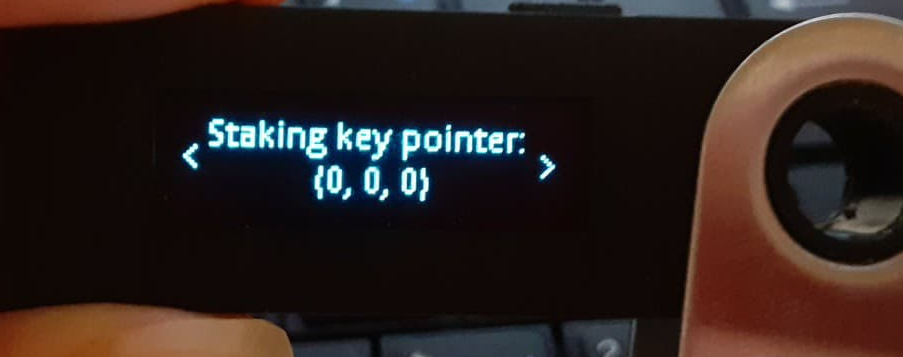 Staking key pointer:
< >
{0, 0, 0}
?